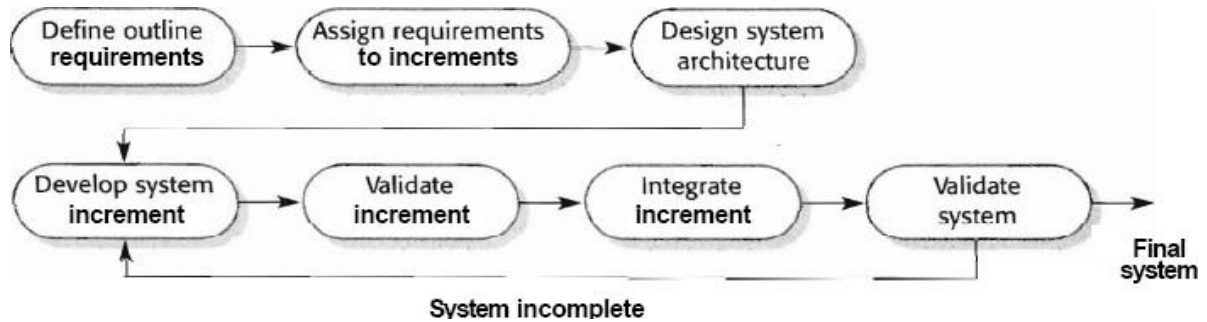 Define outline
requirements
Assign requirements
to increments
Design system
architecture
Develop system
increment
Validate
increment
Integrate
increment
Validate
system
Final
system
System incomplete